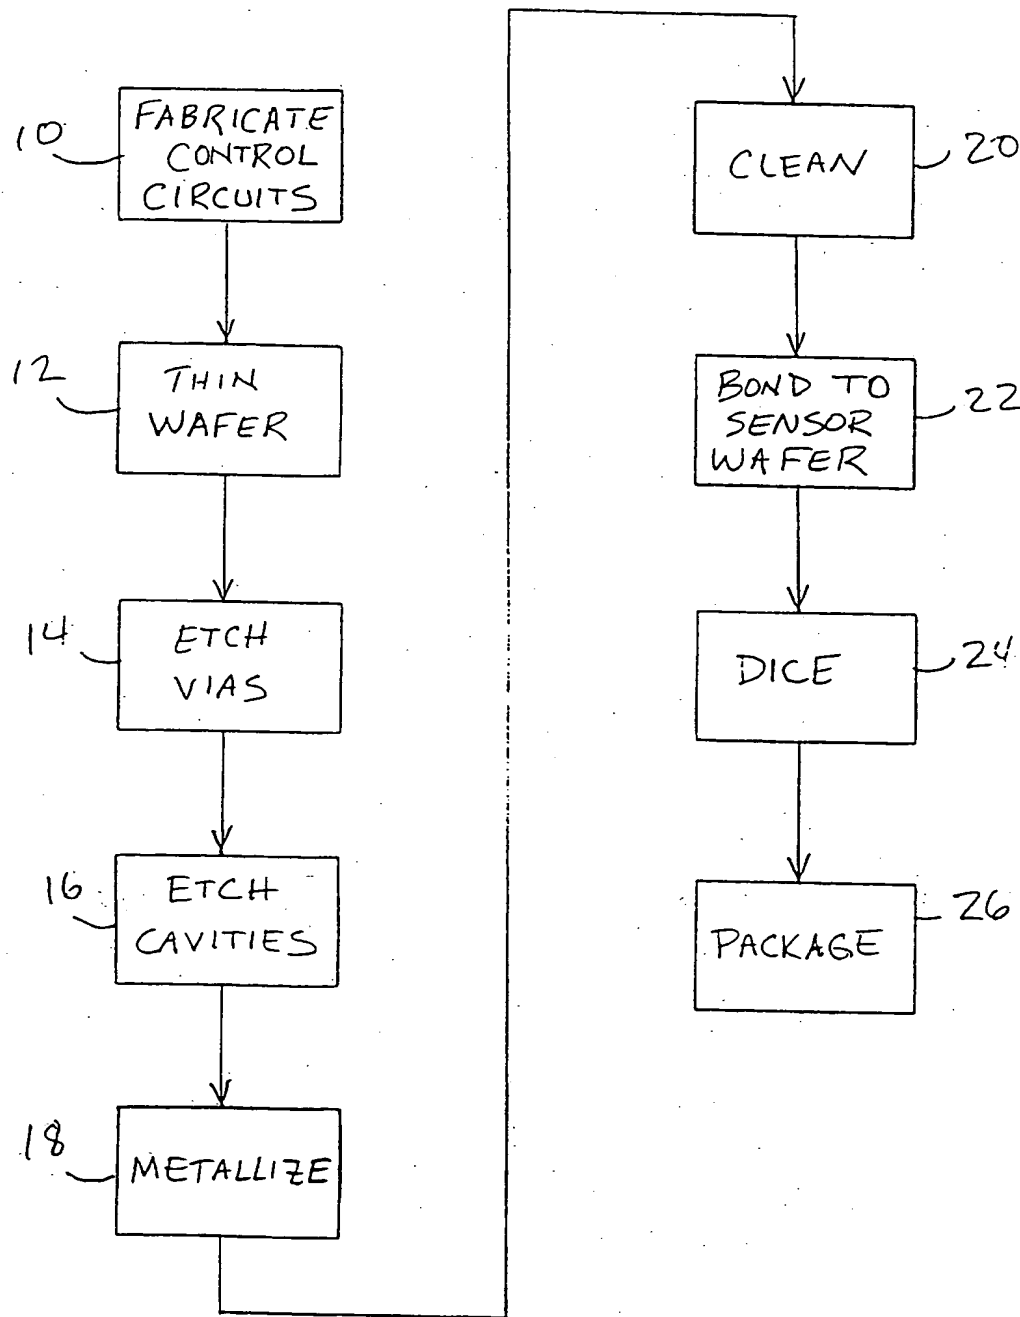 10
FABRICATE
CONTROL
CIRCUITS
12
THIN
WAFER
14
ETCH
VIAS
16
ETCH
CAVITIES
18
METALLIZE
CLEAN
20
BOND TO
SENSOR
WAFER
22
DICE
24
PACKAGE
26